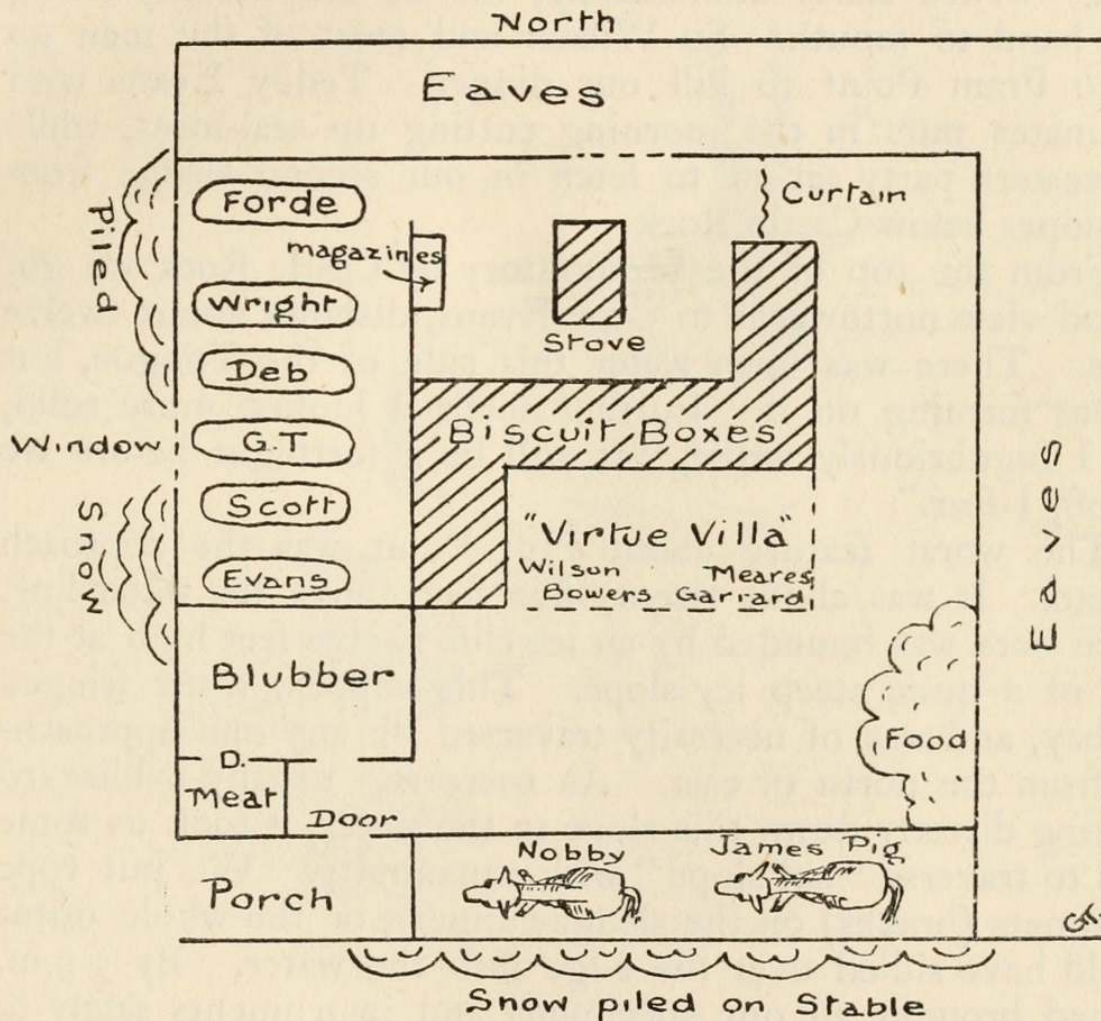 North
Eaves
Piled
Forde
magazines
Curtain
Wright
Stove
Deb
Window
G.T
Biscuit Boxes
Scott
Snow
"Virtue Villa"
Wilson Meares
Bowers Garrard
Evans
Eaves
Blubber
Food
D.
Meat
Door
Nobby
James Pig
Porch
Snow piled on Stable